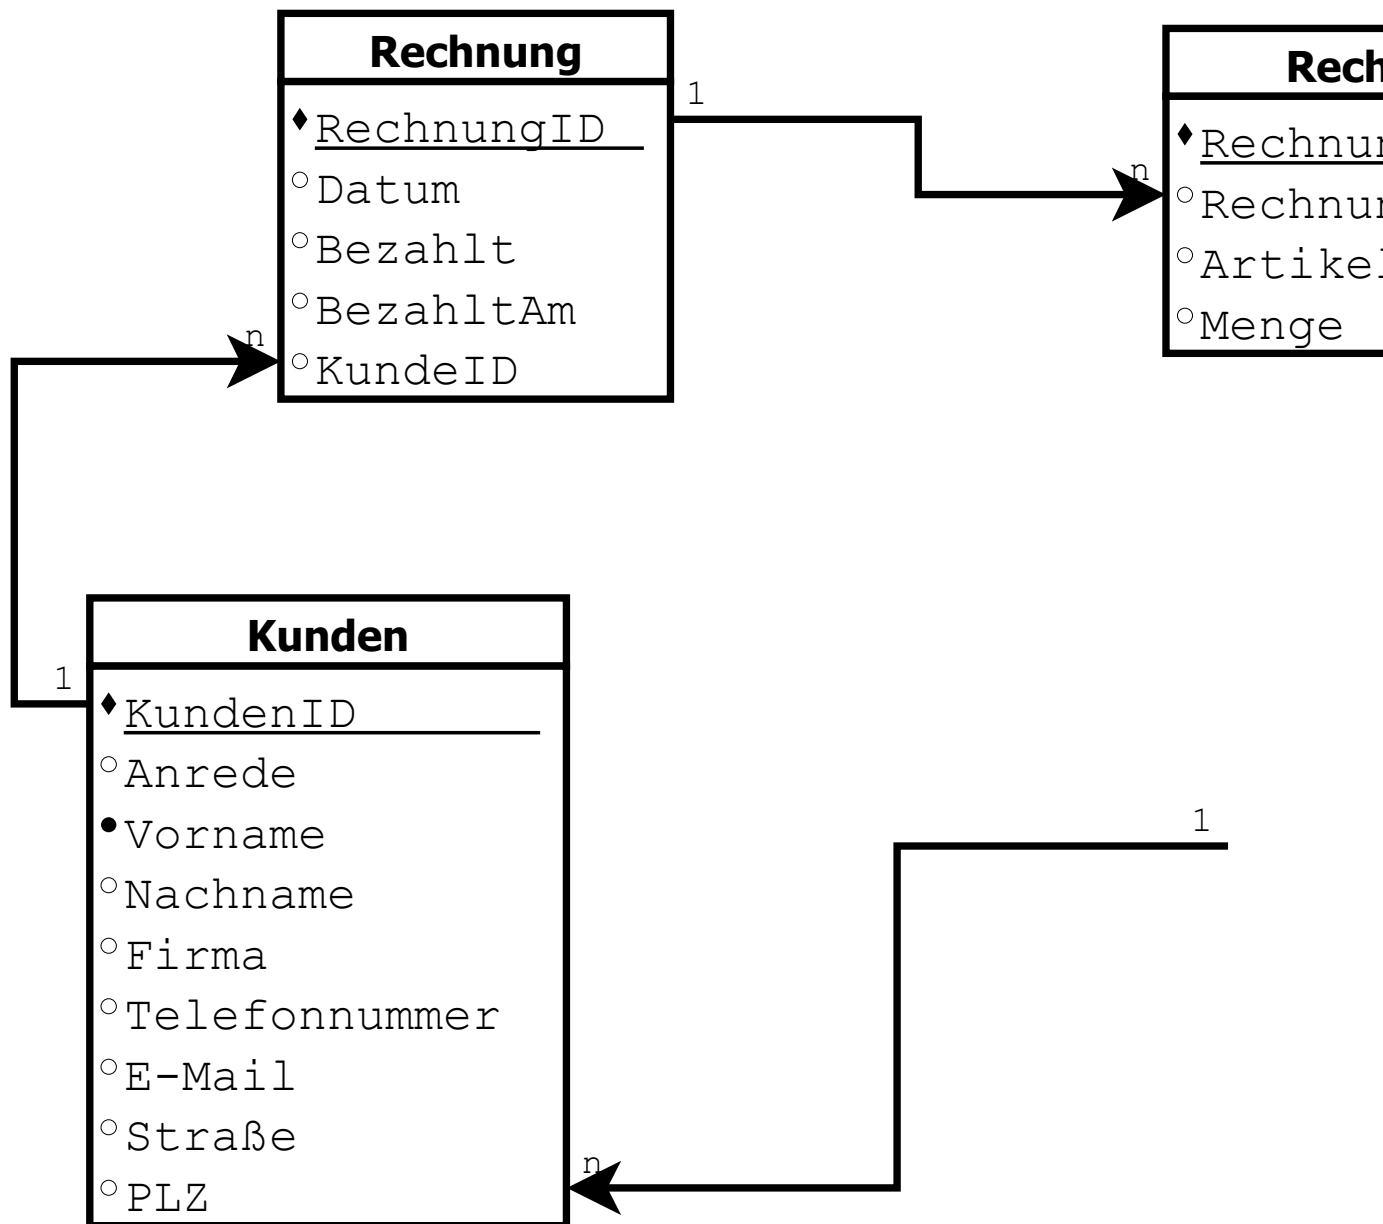 Rechnung
RechnungID
Datum
Bezahlt
BezahltAm
KundeID
1
n
n
Menge
Kunden
1
KundenID
Anrede
Vorname
Nachname
Firma
Telefonnummer
E-Mail
Straße
PLZ
1
n